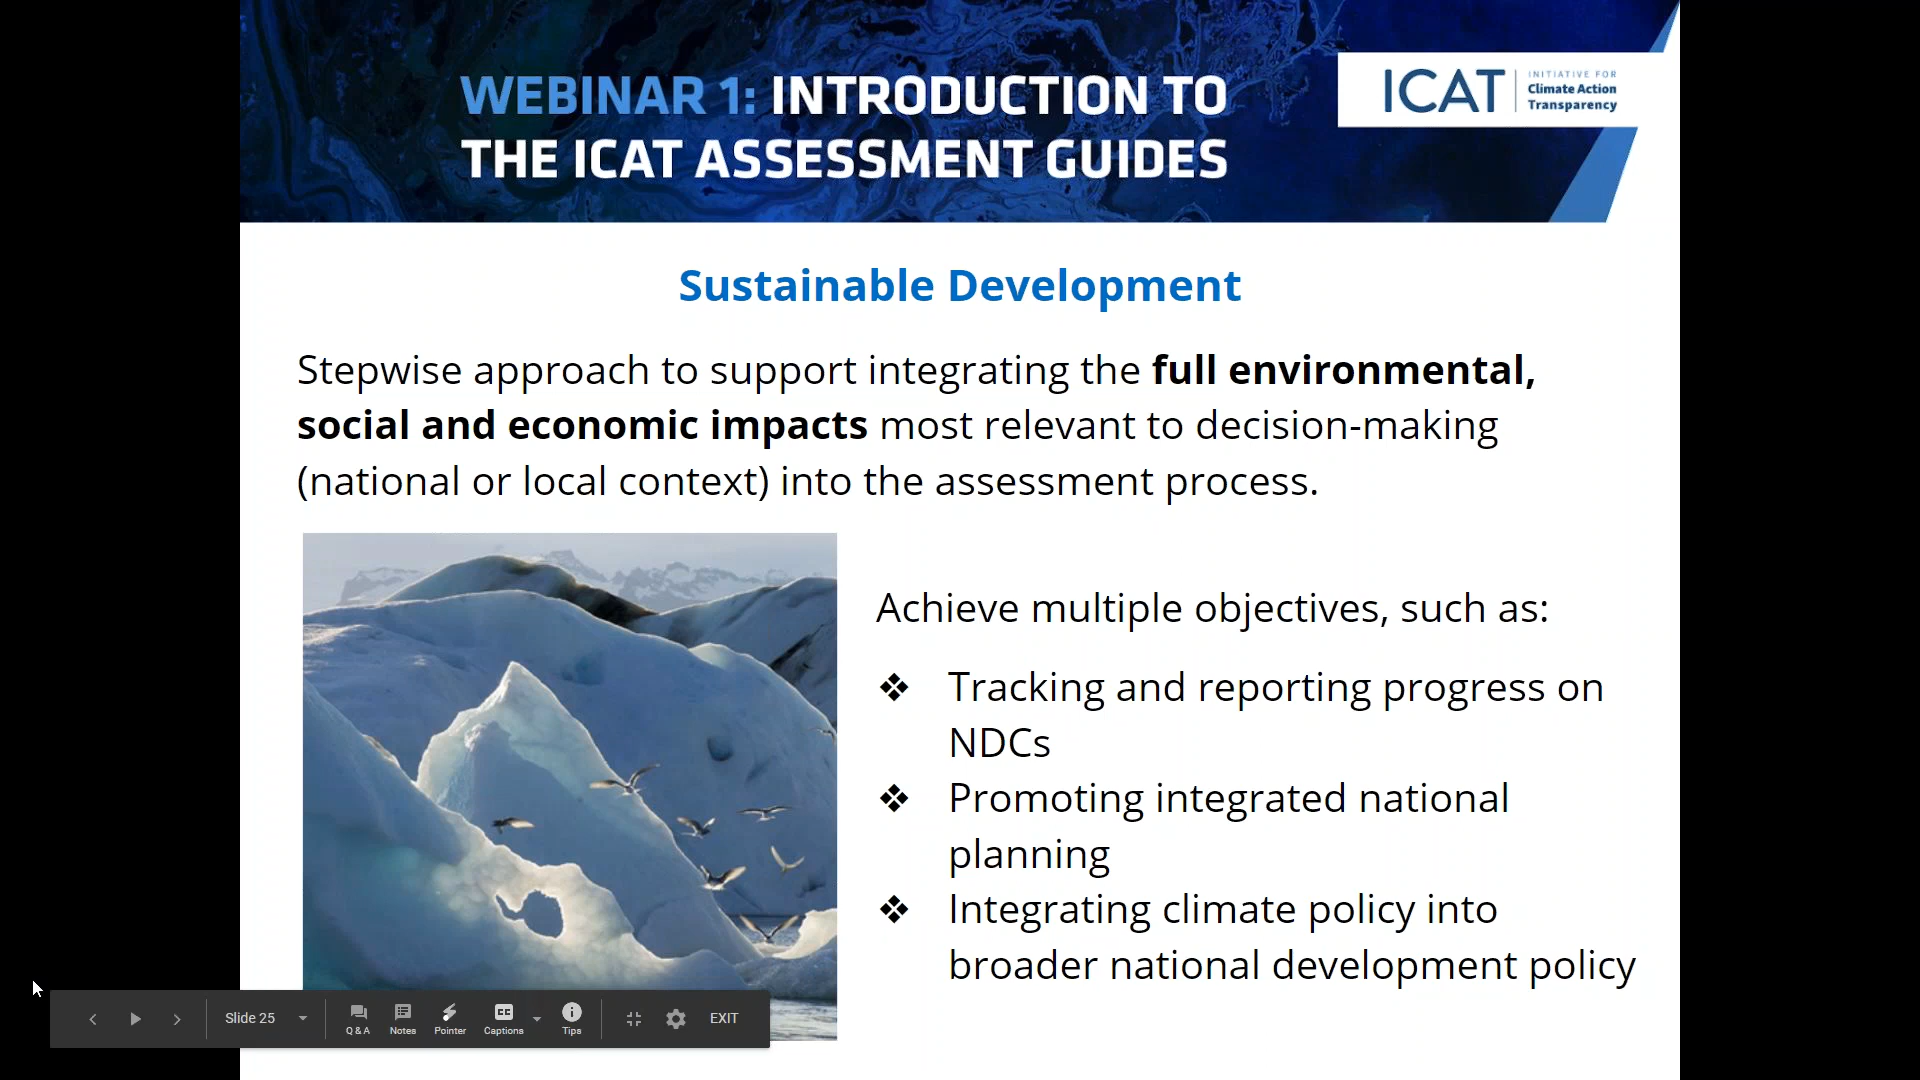 WEBINAR 1: INTRODUCTION TO
THE ICAT ASSESSMENT GUIDES
ICAT
INITIATIVE FOR
Climate Action
Transparency
Sustainable Development
Stepwise approach to support integrating the full environmental,
social and economic impacts most relevant to decision-making
(national or local context) into the assessment process.
Achieve multiple objectives, such as:
❖ Tracking and reporting progress on
NDCs
❖ Promoting integrated national
planning
❖ Integrating climate policy into
broader national development policy
Slide 25
Q & A
Notes
Pointer
CC
Captions
Tips
EXIT